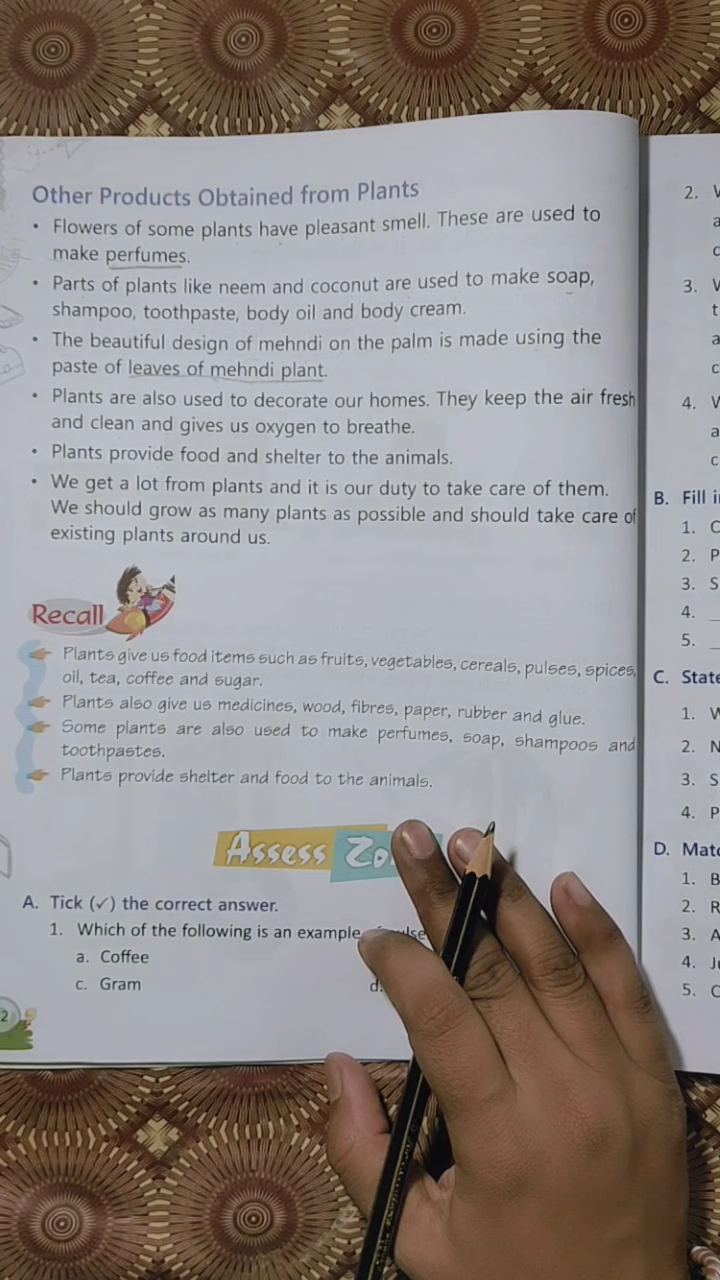 Other Products Obtained from Plants
• Flowers of some plants have pleasant smell. These are used to
make perfumes.
• Parts of plants like neem and coconut are used to make soap,
shampoo, toothpaste, body oil and body cream.
• The beautiful design of mehndi on the palm is made using the
paste of leaves of mehndi plant.
• Plants are also used to decorate our homes. They keep the air fresh
and clean and gives us oxygen to breathe.
• Plants provide food and shelter to the animals.
• We get a lot from plants and it is our duty to take care of them.
We should grow as many plants as possible and should take care of
existing plants around us.
Recall
Plants give us food items such as fruits, vegetables, cereals, pulses, spices,
oil, tea, coffee and sugar.
Plants also give us medicines, wood, fibres, paper, rubber and glue.
Some plants are also used to make perfumes, soap, shampoos and
toothpastes.
Plants provide shelter and food to the animals.
Assess
A. Tick (✓) the correct answer.
1. Which of the following is an example
a. Coffee
c. Gram
d.
2
2.
3.
4.
B. Fill
1.
2.
3.
4.
5.
C. State
1.
2.
3.
4.
D.
1.
2.
3.
4.
5.